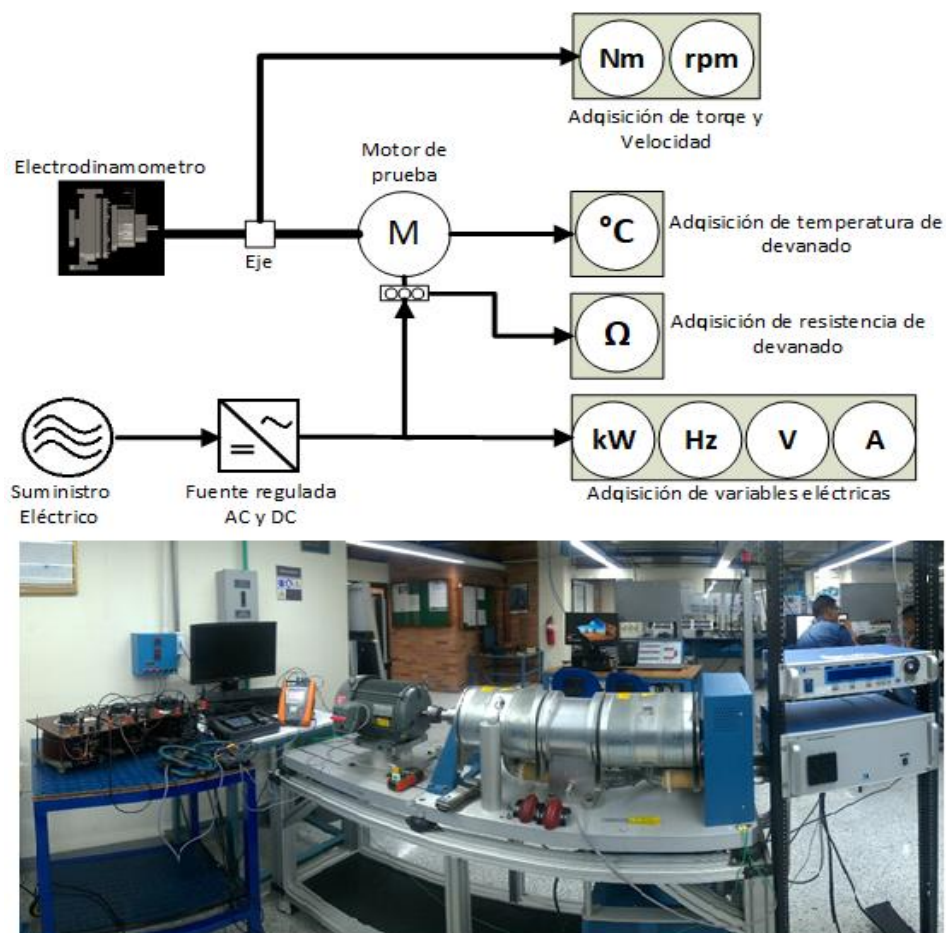 Nm rpm
Adqisición de torqe y
Velocidad
Electrodinamometro
Motor de
prueba
M
Eje
°C
Adqisición de temperatura de
devanado
Ω
Adqisición de resistencia de
devanado
kW Hz V A
Adqisición de variables eléctricas
Suministro
Eléctrico
Fuente regulada
AC y DC